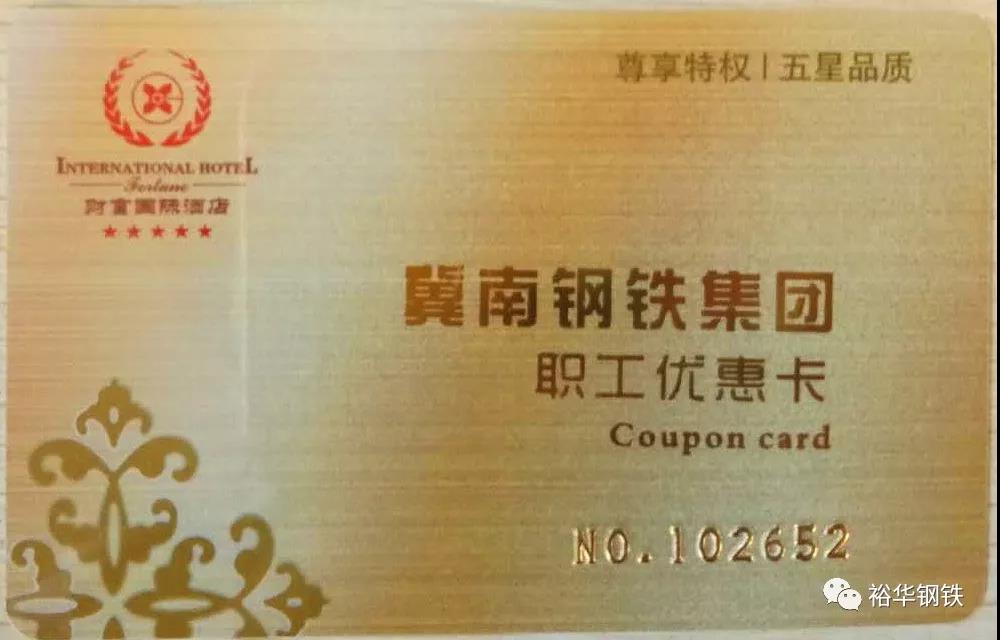 尊享特权 | 五星品质
INTERNATIONAL HOTEL
Fortune
财富国际酒店
冀南钢铁集团
职工优惠卡
Coupon card
NO.102652
裕华钢铁